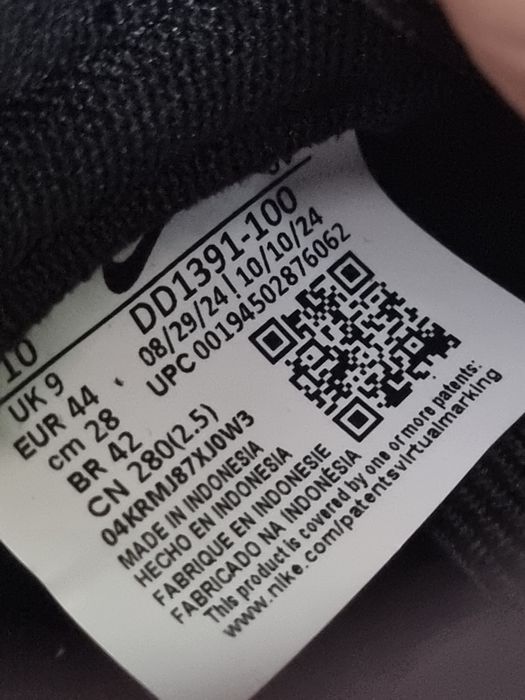 10
UK 9
EUR 44
cm 28
BR 42
CN 280(2.5)
DD1391-100
08/29/24|10/10/24
UPC 00194502876062
04KRMJ87XJ0W3
MADE IN INDONESIA
HECHO EN INDONESIA
FABRIQUE EN INDONESIE
FABRICADO NA INDONÉSIA
This product is covered by one or more patents:
www.nike.com/patentsvirtualmarking